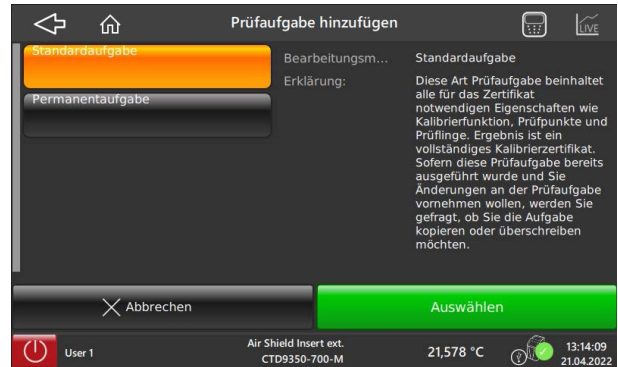 Prüfaufgabe hinzufügen
LIVE
Standardaufgabe
Permanentaufgabe
Bearbeitungsm...
Standardaufgabe
Erklärung:
Diese Art Prüfaufgabe beinhaltet
alle für das Zertifikat
notwendigen Eigenschaften wie
Kalibrierfunktion, Prüfpunkte und
Prüflinge. Ergebnis ist ein
vollständiges Kalibrierzertifikat.
Sofern diese Prüfaufgabe bereits
ausgeführt wurde und Sie
Änderungen an der Prüfaufgabe
vornehmen wollen, werden Sie
gefragt, ob Sie die Aufgabe
kopieren oder überschreiben
möchten.
Abbrechen
Auswählen
User 1
Air Shield Insert ext.
CTD9350-700-M
21,578 °C
13:14:09
21.04.2022